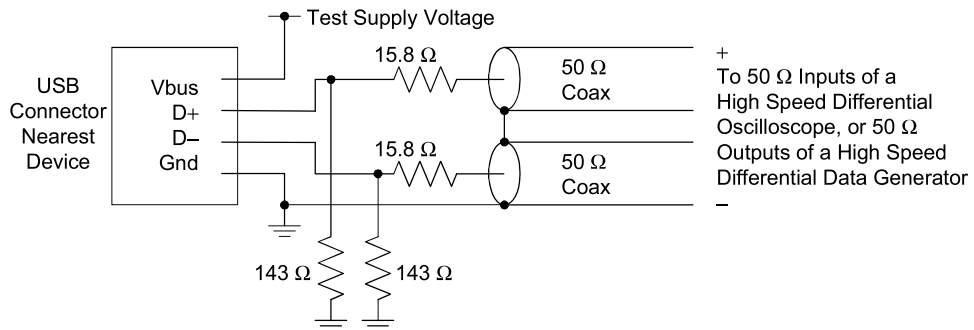 Test Supply Voltage
USB
Connector
Nearest
Device
Vbus
D+
D−
Gnd
15.8 Ω
15.8 Ω
143 Ω
143 Ω
50 Ω
Coax
50 Ω
Coax
+
To 50 Ω Inputs of a
High Speed Differential
Oscilloscope, or 50 Ω
Outputs of a High Speed
Differential Data Generator
−